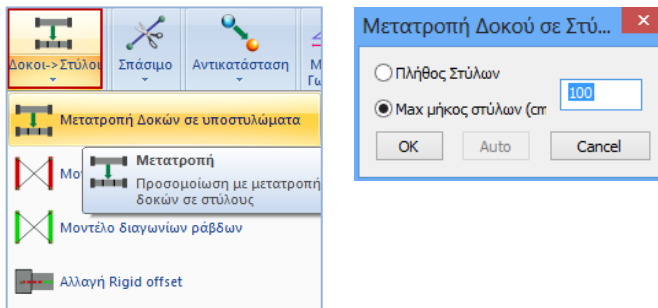 Δοκοι->Στύλοι
Σπάσιμο
Αντικατάσταση
Μετατροπή Δοκών σε υποστυλώματα
Μετατροπή
Προσομοίωση με μετατροπή
δοκών σε στύλους
Μοντέλο διαγωνίων ράβδων
Αλλαγή Rigid offset
Μετατροπή Δοκού σε Στύ...
Πλήθος Στύλων
Max μήκος στύλων (cm
100
OK
Auto
Cancel